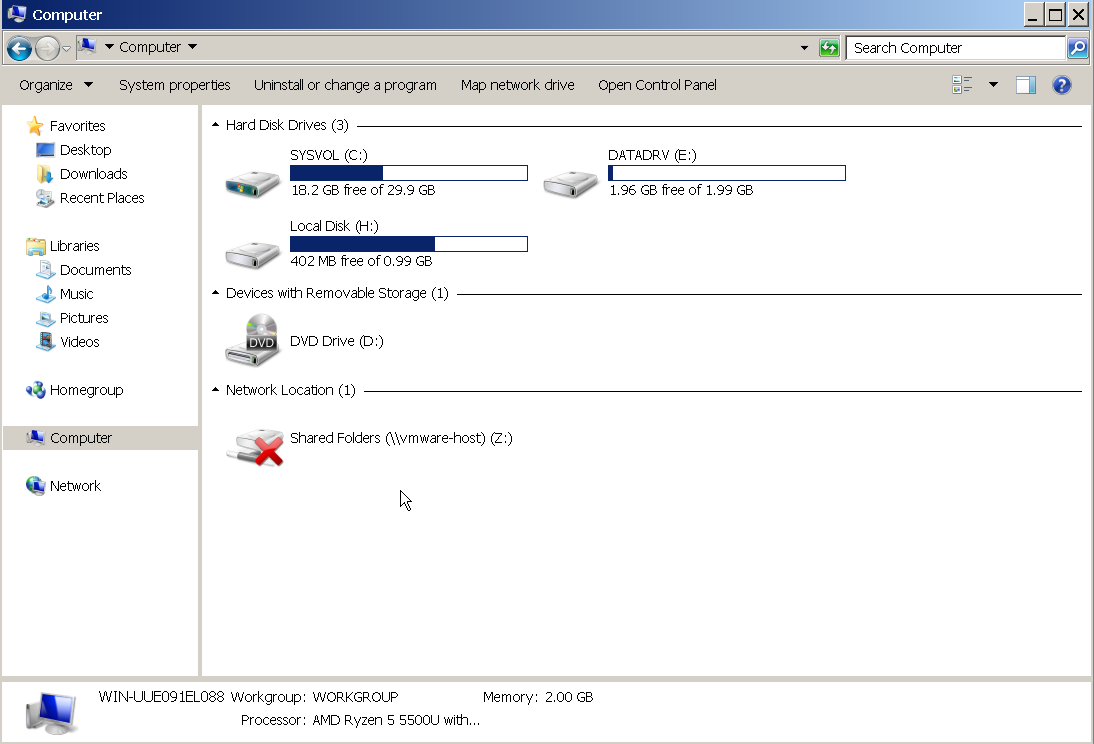 Computer
Computer
Search Computer
Organize System properties Uninstall or change a program Map network drive Open Control Panel
Favorites
Desktop
Downloads
Recent Places
Libraries
Documents
Music
Pictures
Videos
Homegroup
Computer
Network
Hard Disk Drives (3)
SYSVOL (C:)
18.2 GB free of 29.9 GB
DATADRV (E:)
1.96 GB free of 1.99 GB
Local Disk (H:)
402 MB free of 0.99 GB
Devices with Removable Storage (1)
DVD
DVD Drive (D:)
Network Location (1)
Shared Folders (\\vmware-host) (Z:)
WIN-UUE091EL088 Workgroup: WORKGROUP Memory: 2.00 GB
Processor: AMD Ryzen 5 5500U with...